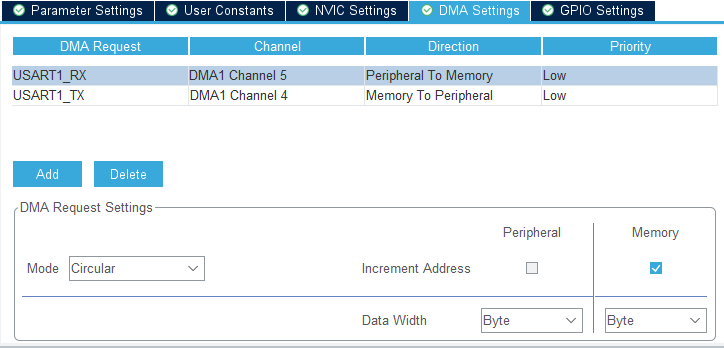 Parameter Settings User Constants NVIC Settings DMA Settings GPIO Settings
DMA Request Channel Direction Priority
USART1_RX DMA1 Channel 5 Peripheral To Memory Low
USART1_TX DMA1 Channel 4 Memory To Peripheral Low
Add Delete
DMA Request Settings
Peripheral Memory
Mode Circular Increment Address
Data Width Byte Byte